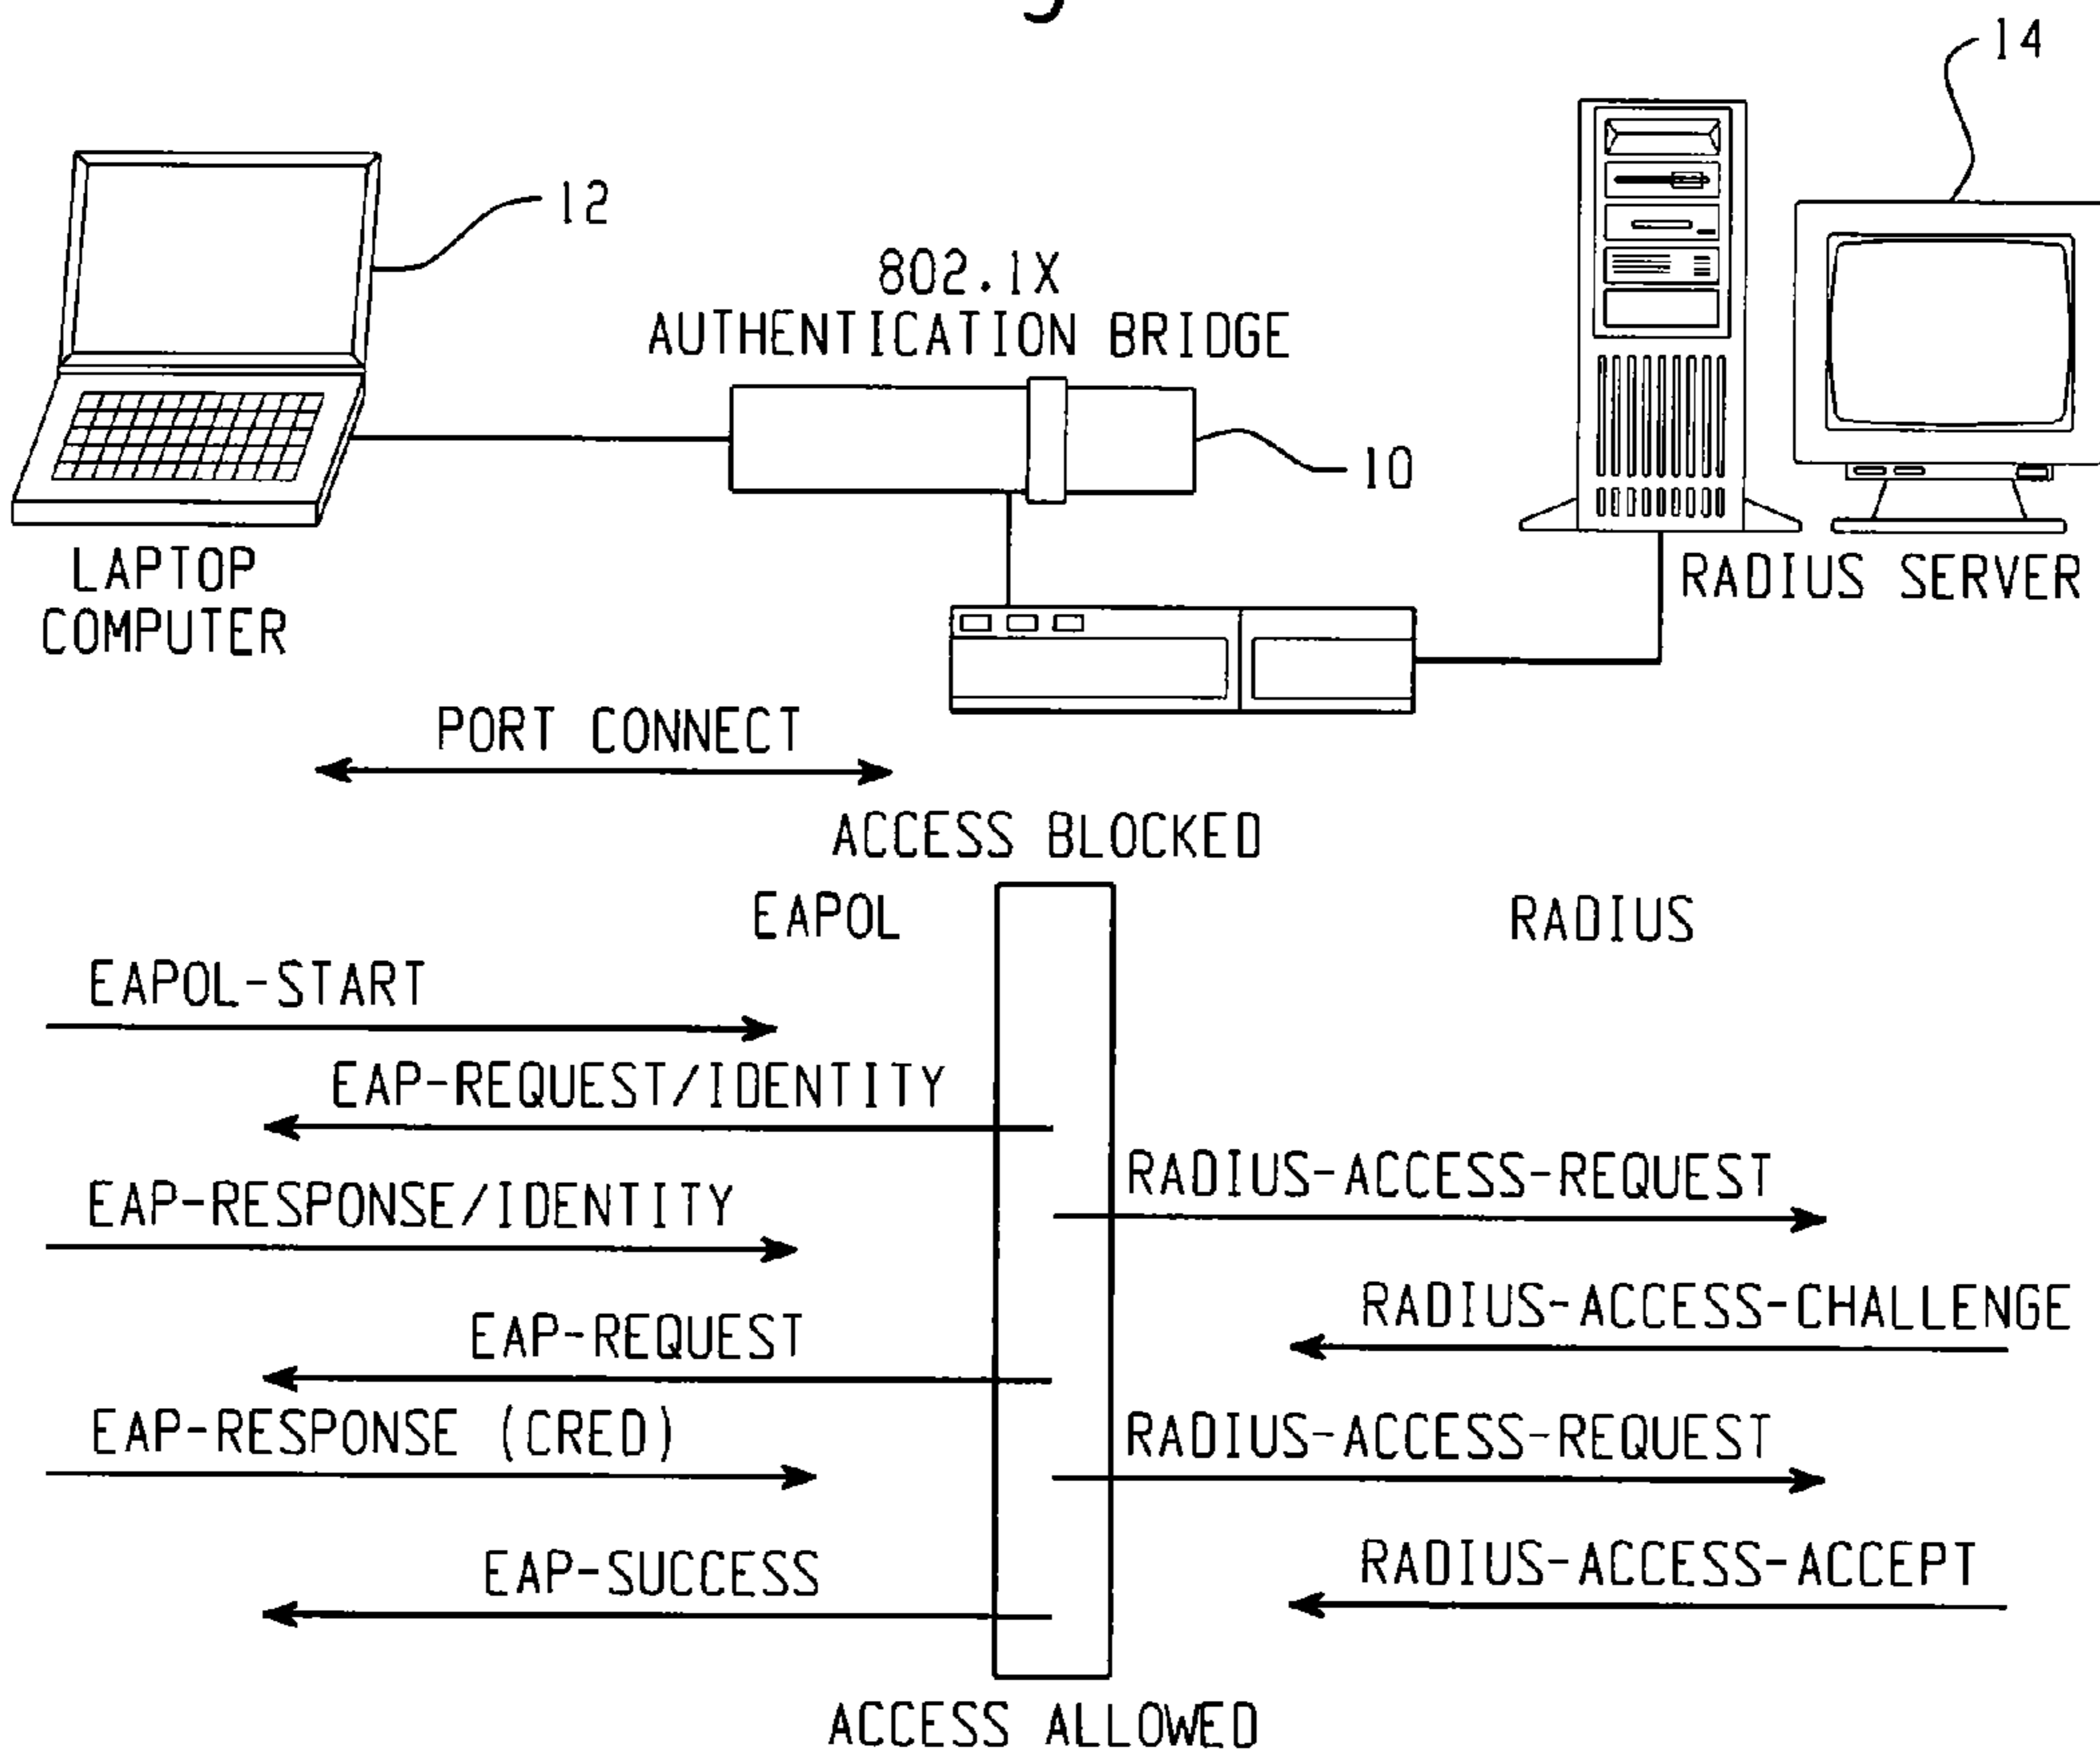 14
12
802.1X
AUTHENTICATION BRIDGE
10
LAPTOP
COMPUTER
RADIUS SERVER
PORT CONNECT
ACCESS BLOCKED
EAPOL
RADIUS
EAPOL-START
EAP-REQUEST/IDENTITY
RADIUS-ACCESS-REQUEST
EAP-RESPONSE/IDENTITY
RADIUS-ACCESS-CHALLENGE
EAP-REQUEST
EAP-RESPONSE (CRED)
RADIUS-ACCESS-REQUEST
EAP-SUCCESS
RADIUS-ACCESS-ACCEPT
ACCESS ALLOWED